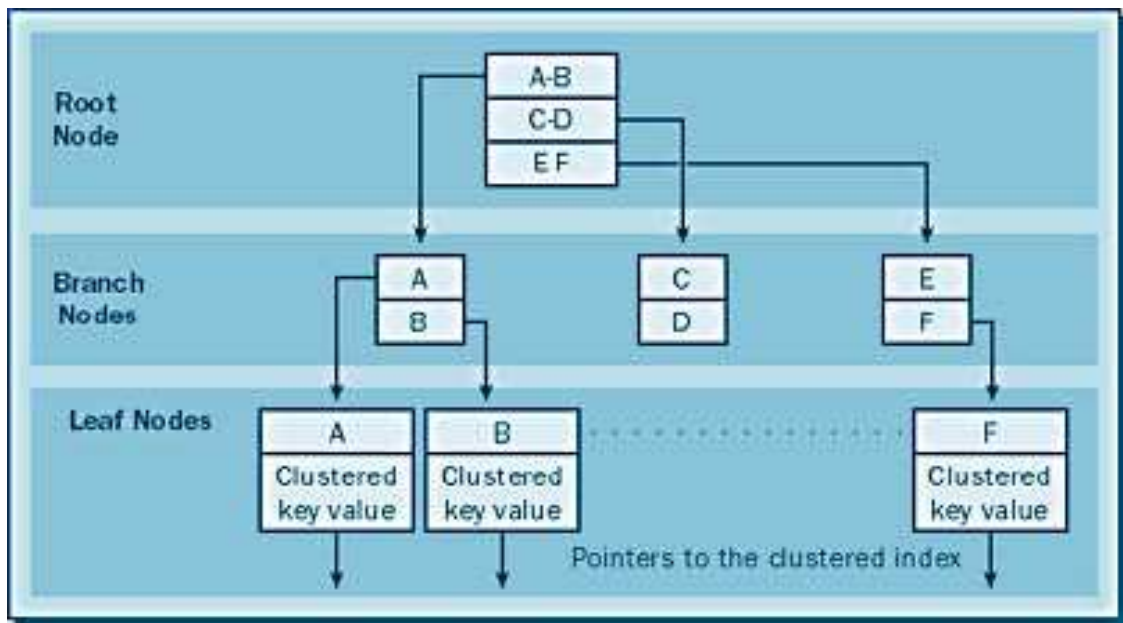 Root
Node
A-B
C-D
E F
Branch
Nodes
A
B
C
D
E
F
Leaf Nodes
A
Clustered
key value
B
Clustered
key value
F
Clustered
key value
Pointers to the clustered index